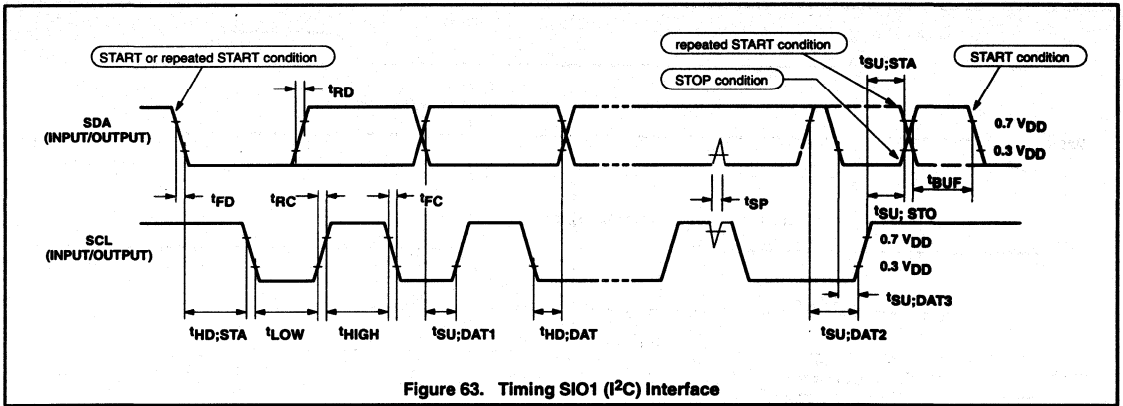 START or repeated START condition
repeated START condition
tSU;STA
START condition
STOP condition
tRD
SDA
(INPUT/OUTPUT)
0.7 VDD
0.3 VDD
tFD
tRC
tFC
tSP
tBUF
tSU; STO
SCL
(INPUT/OUTPUT)
0.7 VDD
0.3 VDD
tSU;DAT3
tHD;STA
tLOW
tHIGH
tSU;DAT1
tHD;DAT
tSU;DAT2
Figure 63. Timing SIO1 (I²C) Interface